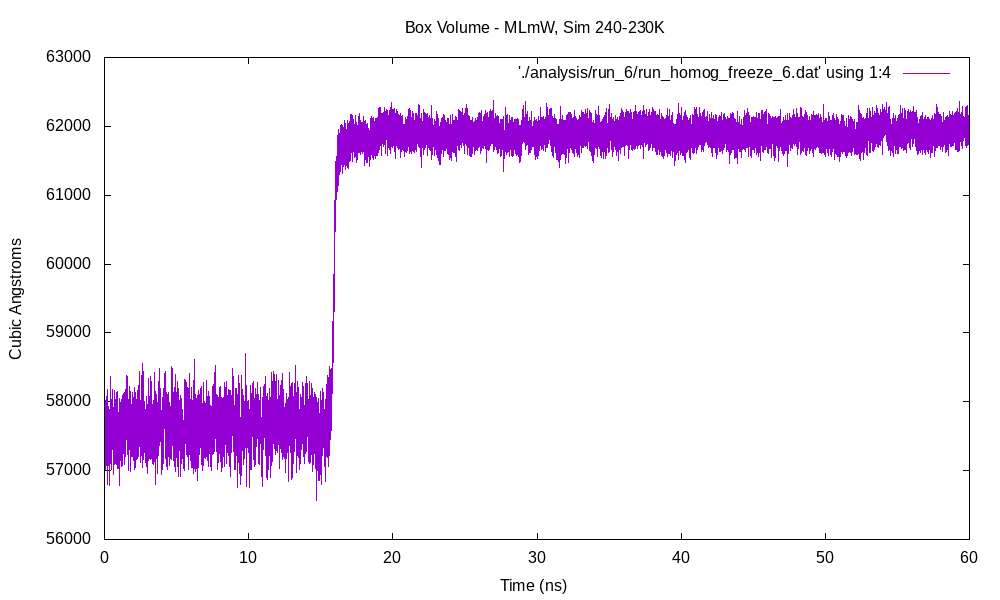 Box Volume - MLmW, Sim 240-230K
63000
'./analysis/run_6/run_homog_freeze_6.dat' using 1:4
62000
61000
60000
59000
58000
57000
56000
Cubic Angstroms
0 10 20 30 40 50 60
Time (ns)